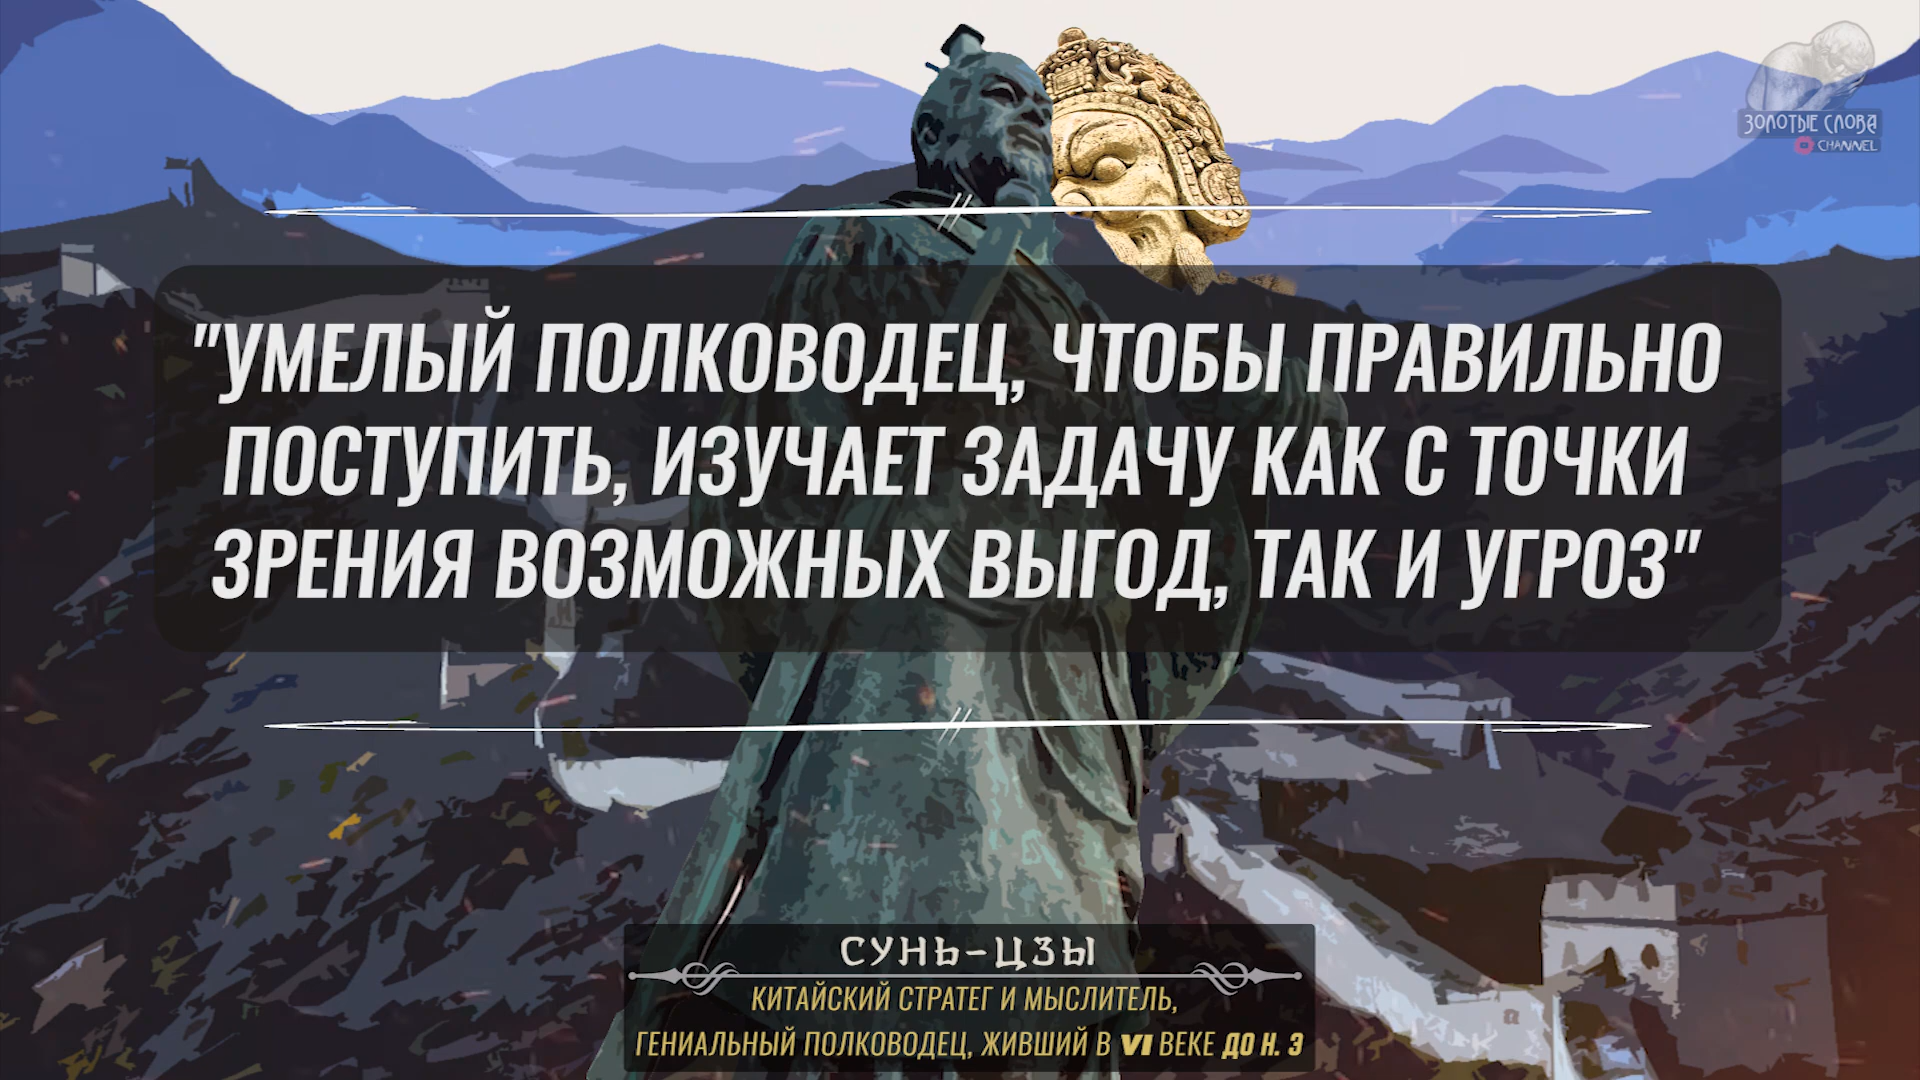 ЗОЛОТЫЕ СЛОВА
CHANNEL
"УМЕЛЫЙ ПОЛКОВОДЕЦ, ЧТОБЫ ПРАВИЛЬНО
ПОСТУПИТЬ, ИЗУЧАЕТ ЗАДАЧУ КАК С ТОЧКИ
ЗРЕНИЯ ВОЗМОЖНЫХ ВЫГОД, ТАК И УГРОЗ"
СУНЬ-ЦЗЫ
КИТАЙСКИЙ СТРАТЕГ И МЫСЛИТЕЛЬ,
ГЕНИАЛЬНЫЙ ПОЛКОВОДЕЦ, ЖИВШИЙ В VI ВЕКЕ ДО Н. Э